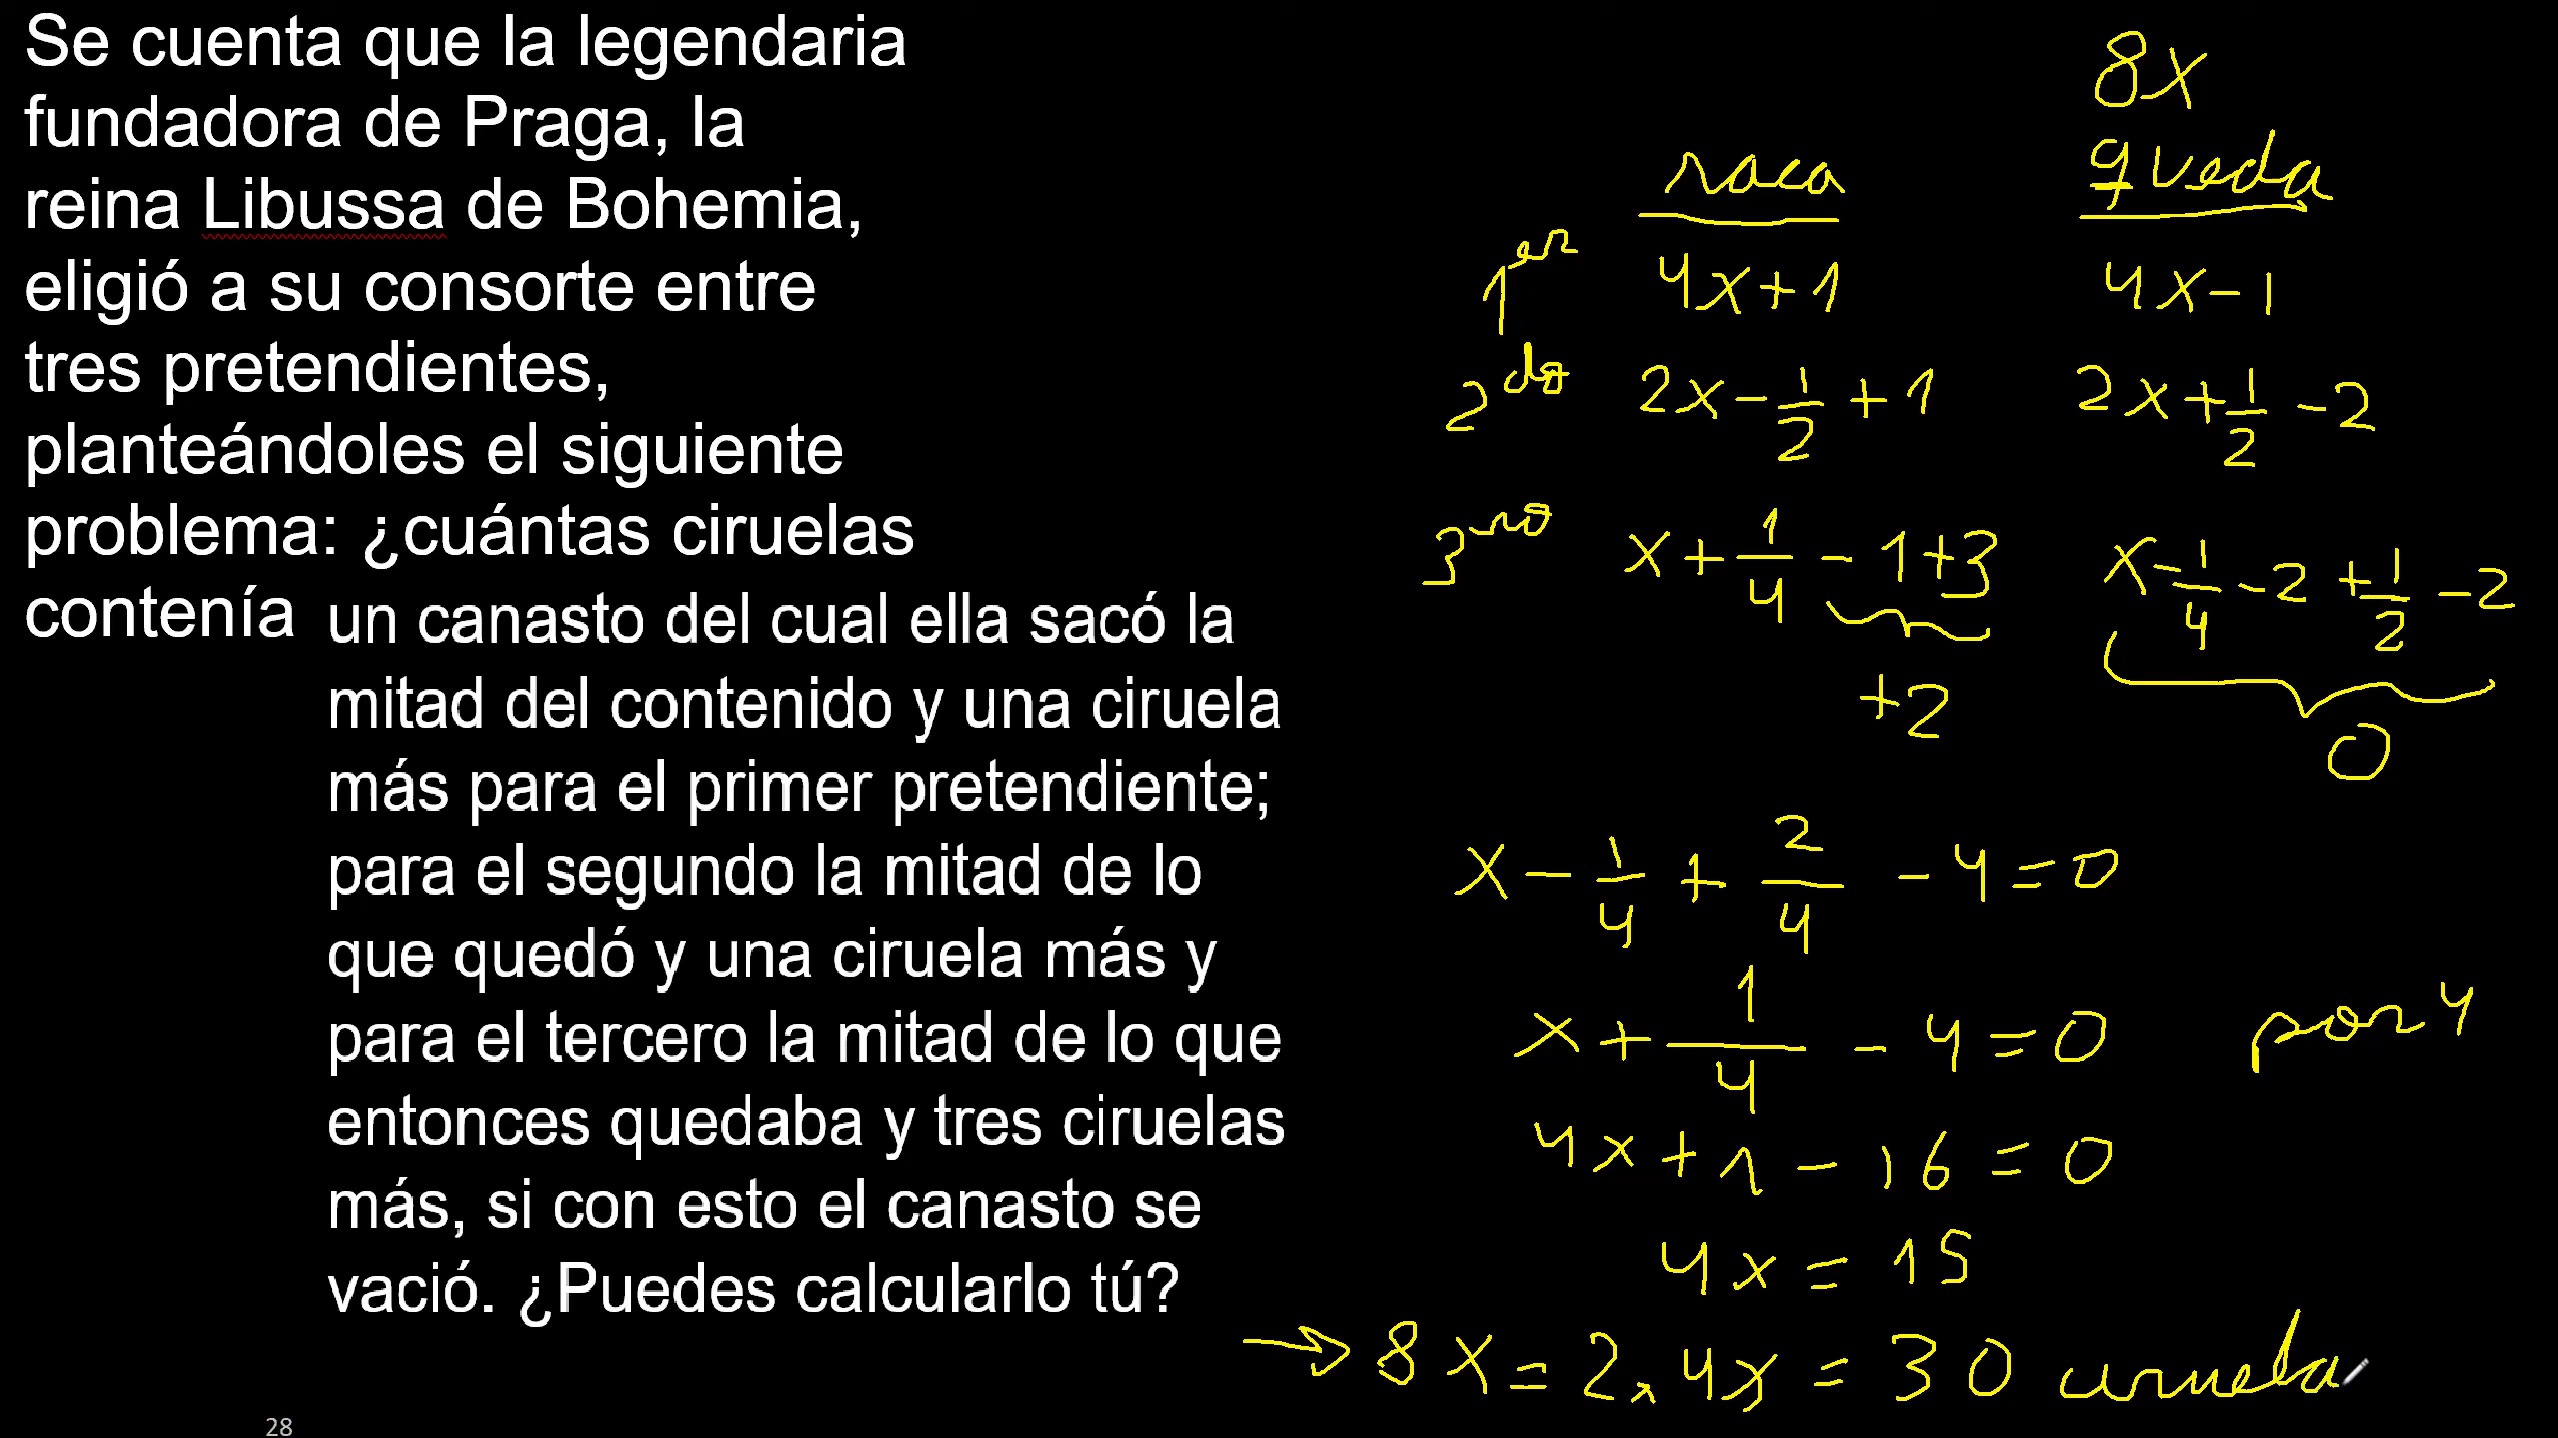 Se cuenta que la legendaria
fundadora de Praga, la
reina Libussa de Bohemia,
eligió a su consorte entre
tres pretendientes,
planteándoles el siguiente
problema: ¿cuántas ciruelas
contenía un canasto del cual ella sacó la
mitad del contenido y una ciruela
más para el primer pretendiente;
para el segundo la mitad de lo
que quedó y una ciruela más y
para el tercero la mitad de lo que
entonces quedaba y tres ciruelas
más, si con esto el canasto se
vació. ¿Puedes calcularlo tú?
28
8x
saca queda
1er 4x+1 4x-1
2do 2x-1/2+1 2x+1/2-2
3ro x+1/4-1+3 x-1/4-2+1/2-2
+2 0
x-1/4+2/4-4=0
x+1/4-4=0 por 4
4x+1-16=0
4x=15
→8x=2×4x=30 ciruela